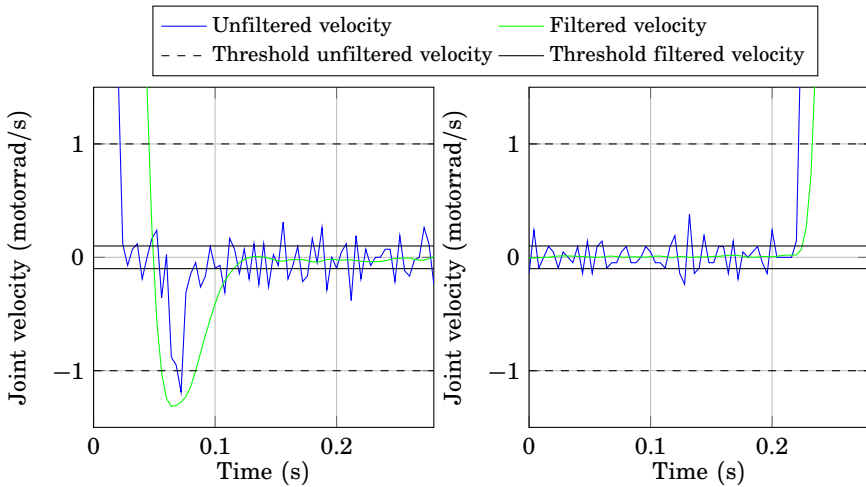 Unfiltered velocity
Filtered velocity
Threshold unfiltered velocity
Threshold filtered velocity
Joint velocity (motorrad/s)
1
0
−1
0
0.1
0.2
Time (s)
Joint velocity (motorrad/s)
1
0
−1
0
0.1
0.2
Time (s)